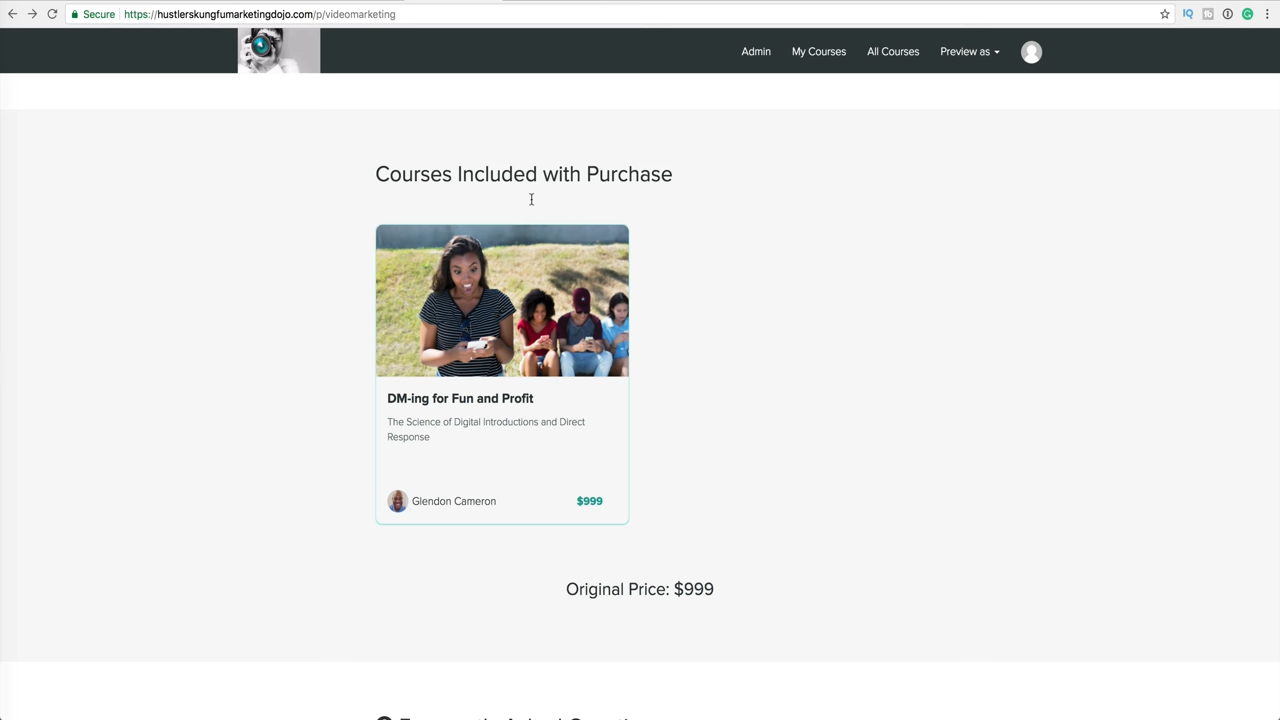 Secure
https://hustlerskungfumarketingdojo.com/p/videomarketing
Admin
My Courses
All Courses
Preview as
Courses Included with Purchase
DM-ing for Fun and Profit
The Science of Digital Introductions and Direct
Response
Glendon Cameron
$999
Original Price: $999